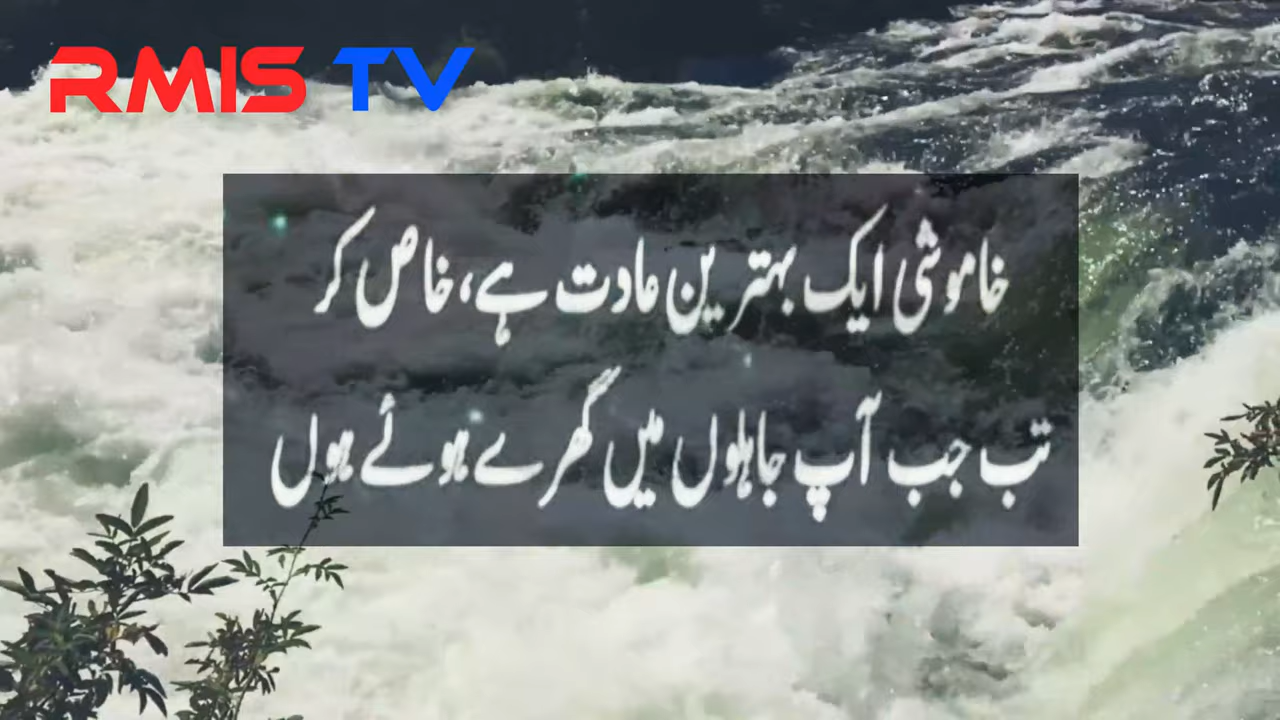 RMIS TV
خاموشی ایک بہترین عادت ہے، خاص کر
تب جب آپ جاہلوں میں گھرے ہوئے ہوں